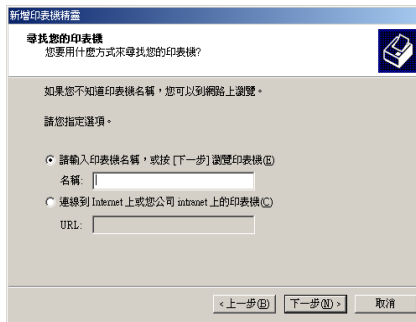 新增印表機精靈
尋找您的印表機
您要用什麼方式來尋找您的印表機?
如果您不知道印表機名稱，您可以到網路上瀏覽。
請您指定選項。
請輸入印表機名稱，或按 [下一步] 瀏覽印表機(E)
名稱:
連線到 Internet 上或您公司 intranet 上的印表機(C)
URL:
<上一步(B) 下一步(N)> 取消